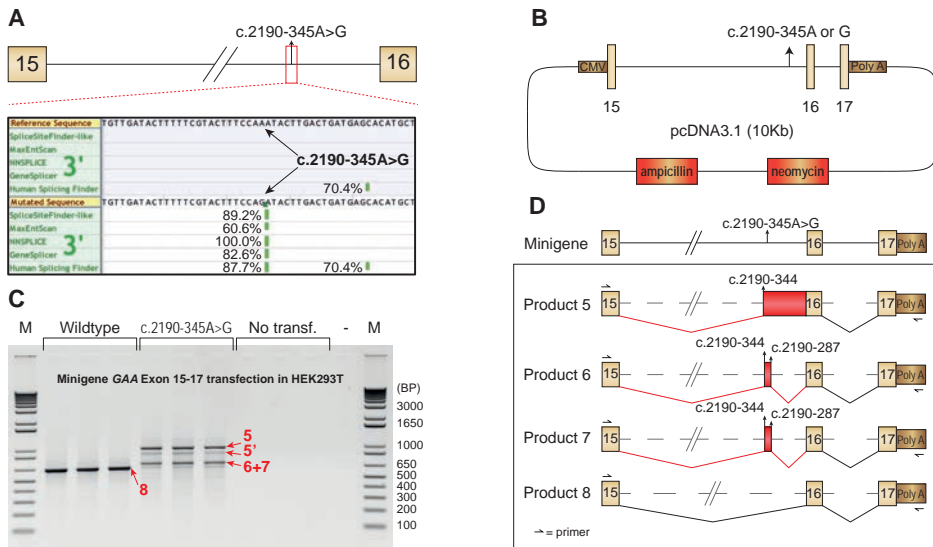 A
c.2190-345A>G
15
16
Reference Sequence TGTTGATACTTTTTCGTACTTTCCAAATACTTGACTGATGAGCACATGCT
SpliceSiteFinder-like
MaxEntScan
NNSPLICE
GeneSplicer
Human Splicing Finder 70.4%
3'
c.2190-345A>G
Mutated Sequence TGTTGATACTTTTTCGTACTTTCCAGATACTTGACTGATGAGCACATGCT
SpliceSiteFinder-like 89.2%
MaxEntScan 60.6%
NNSPLICE 100.0%
GeneSplicer 82.6%
Human Splicing Finder 87.7% 70.4%
3'
B
c.2190-345A or G
CMV
Poly A
15
16
17
pcDNA3.1 (10Kb)
ampicillin
neomycin
C
M Wildtype c.2190-345A>G No transf. - M
Minigene GAA Exon 15-17 transfection in HEK293T
(BP)
3000
1650
1000
650
500
400
300
200
100
5
5'
6+7
8
D
c.2190-345A>G
Minigene 15 16 17 Poly A
c.2190-344
Product 5 15 16 17 Poly A
c.2190-344 c.2190-287
Product 6 15 16 17 Poly A
c.2190-344 c.2190-287
Product 7 15 16 17 Poly A
Product 8 15 16 17 Poly A
= primer